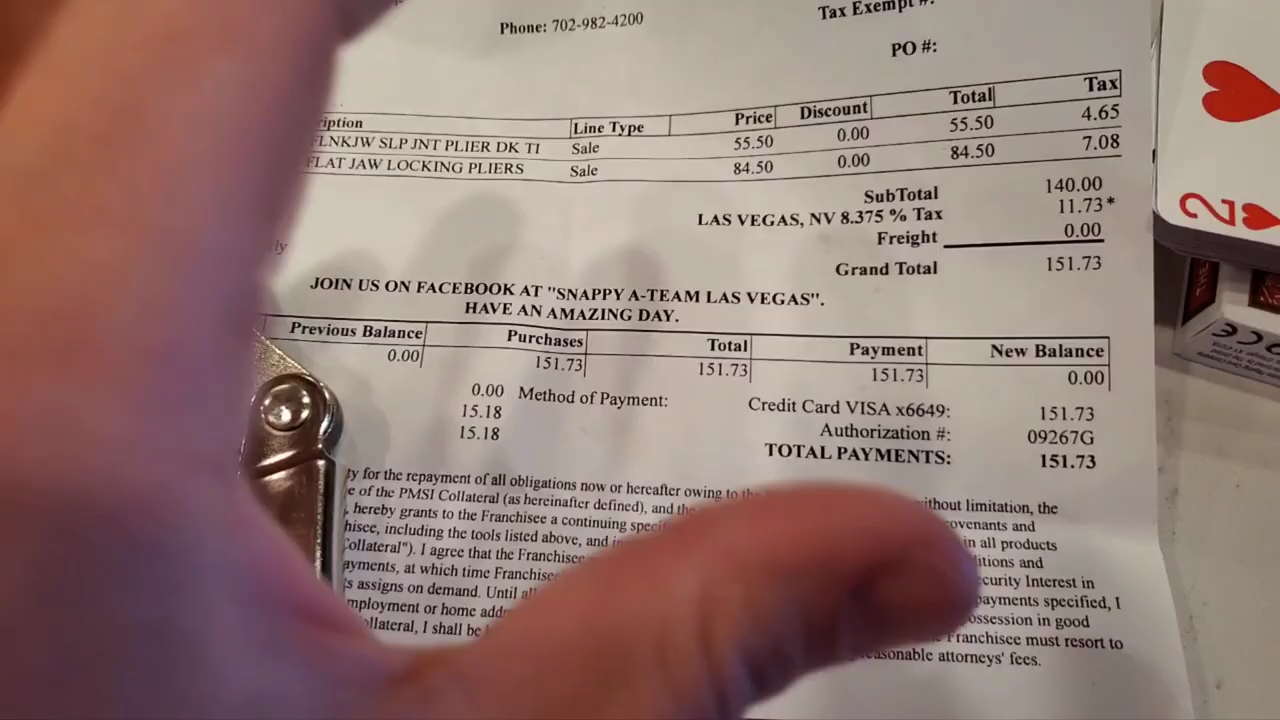 Phone: 702-982-4200
Tax Exempt #:
PO #:
ription Line Type Price Discount Total Tax
FLNKJW SLP JNT PLIER DK TI Sale 55.50 0.00 55.50 4.65
FLAT JAW LOCKING PLIERS Sale 84.50 0.00 84.50 7.08
SubTotal 140.00
LAS VEGAS, NV 8.375 % Tax 11.73*
Freight 0.00
ly
Grand Total 151.73
JOIN US ON FACEBOOK AT "SNAPPY A-TEAM LAS VEGAS".
HAVE AN AMAZING DAY.
Previous Balance Purchases Total Payment New Balance
0.00 151.73 151.73 151.73 0.00
0.00 Method of Payment: Credit Card VISA x6649: 151.73
15.18 Authorization #: 09267G
15.18 TOTAL PAYMENTS: 151.73
ty for the repayment of all obligations now or hereafter owing to the ithout limitation, the
e of the PMSI Collateral (as hereinafter defined), and the ovenants and
, hereby grants to the Franchisee a continuing speci in all products
hisee, including the tools listed above, and i itions and
Collateral"). I agree that the Franchisee ecurity Interest in
ayments, at which time Franchise payments specified, I
s assigns on demand. Until al ossession in good
mployment or home add Franchisee must resort to
ollateral, I shall be easonable attorneys' fees.
2